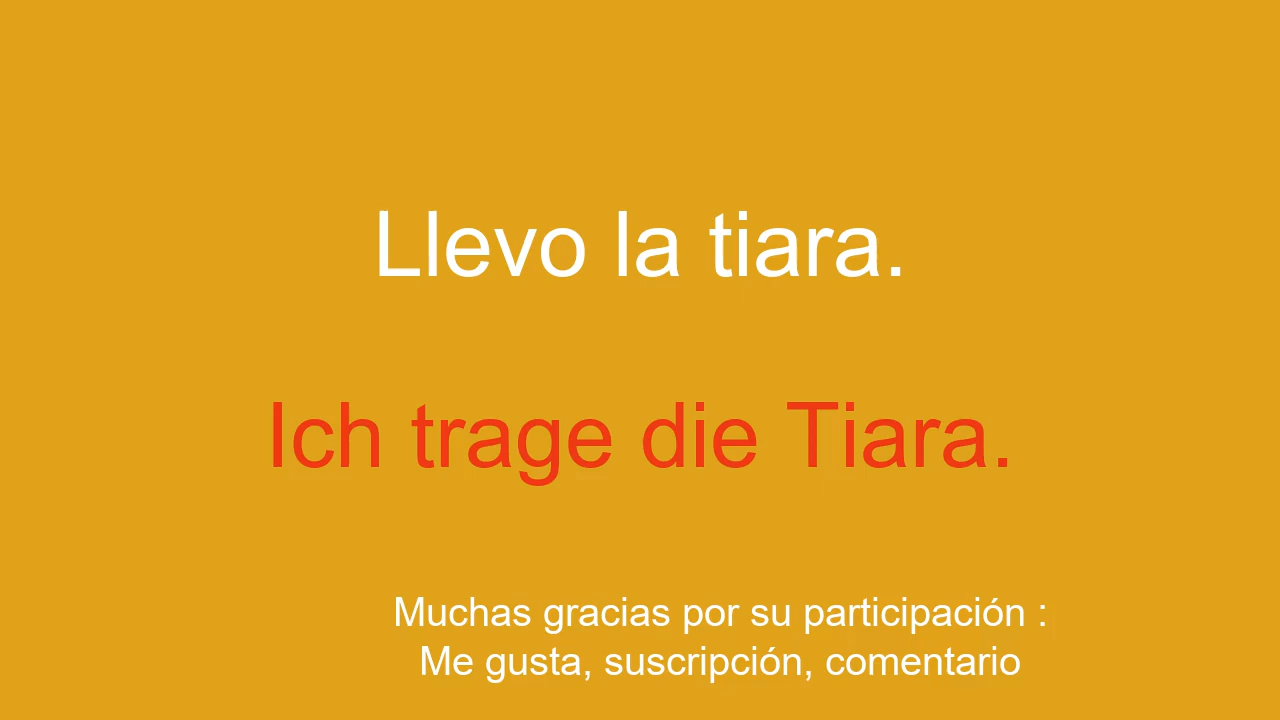 Llevo la tiara.
Ich trage die Tiara.
Muchas gracias por su participación :
Me gusta, suscripción, comentario